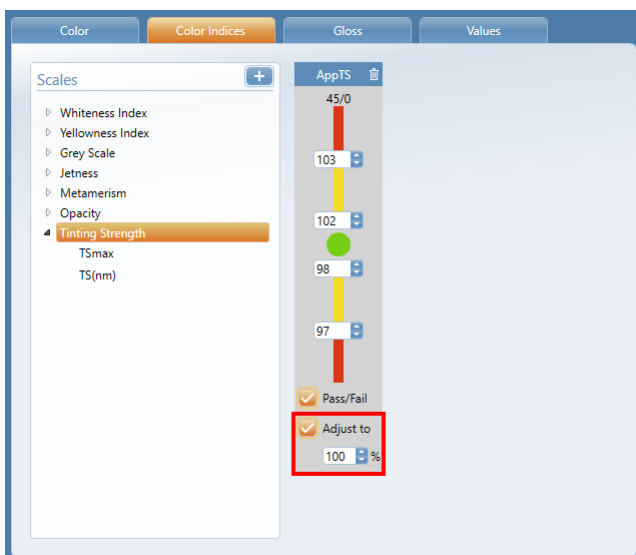 Color Color Indices Gloss Values
Scales
Whiteness Index
Yellowness Index
Grey Scale
Jetness
Metamerism
Opacity
Tinting Strength
TSmax
TS(nm)
AppTS
45/0
103
102
98
97
Pass/Fail
Adjust to
100 %